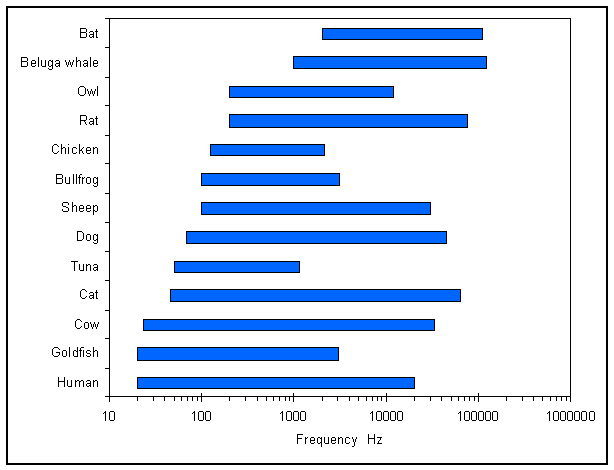 Bat
Beluga whale
Owl
Rat
Chicken
Bullfrog
Sheep
Dog
Tuna
Cat
Cow
Goldfish
Human
10 100 1000 10000 100000 1000000
Frequency Hz